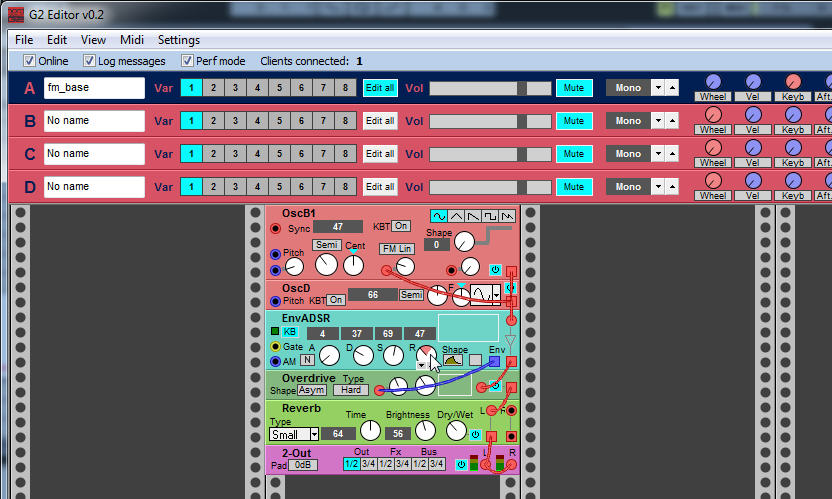 G2 Editor v0.2
File Edit View Midi Settings
Online Log messages Perf mode Clients connected: 1
A fm_base Var 1 2 3 4 5 6 7 8 Edit all Vol Mute Mono Wheel Vel Keyb Aft.
B No name Var 1 2 3 4 5 6 7 8 Edit all Vol Mute Mono Wheel Vel Keyb Aft.
C No name Var 1 2 3 4 5 6 7 8 Edit all Vol Mute Mono Wheel Vel Keyb Aft.
D No name Var 1 2 3 4 5 6 7 8 Edit all Vol Mute Mono Wheel Vel Keyb Aft.
OscB1
Sync 47 KBT On Shape
0
Pitch Semi Cent FM Lin
OscD
Pitch KBT On 66 Semi F
EnvADSR
KB 4 37 69 47
Gate A D S R Shape Env
AM N
Overdrive Type
Shape Asym Hard
Reverb Time Brightness Dry/Wet L R
Type
Small 64 56
2-Out Out Fx Bus L R
Pad 0dB 1/2 3/4 1/2 3/4 1/2 3/4